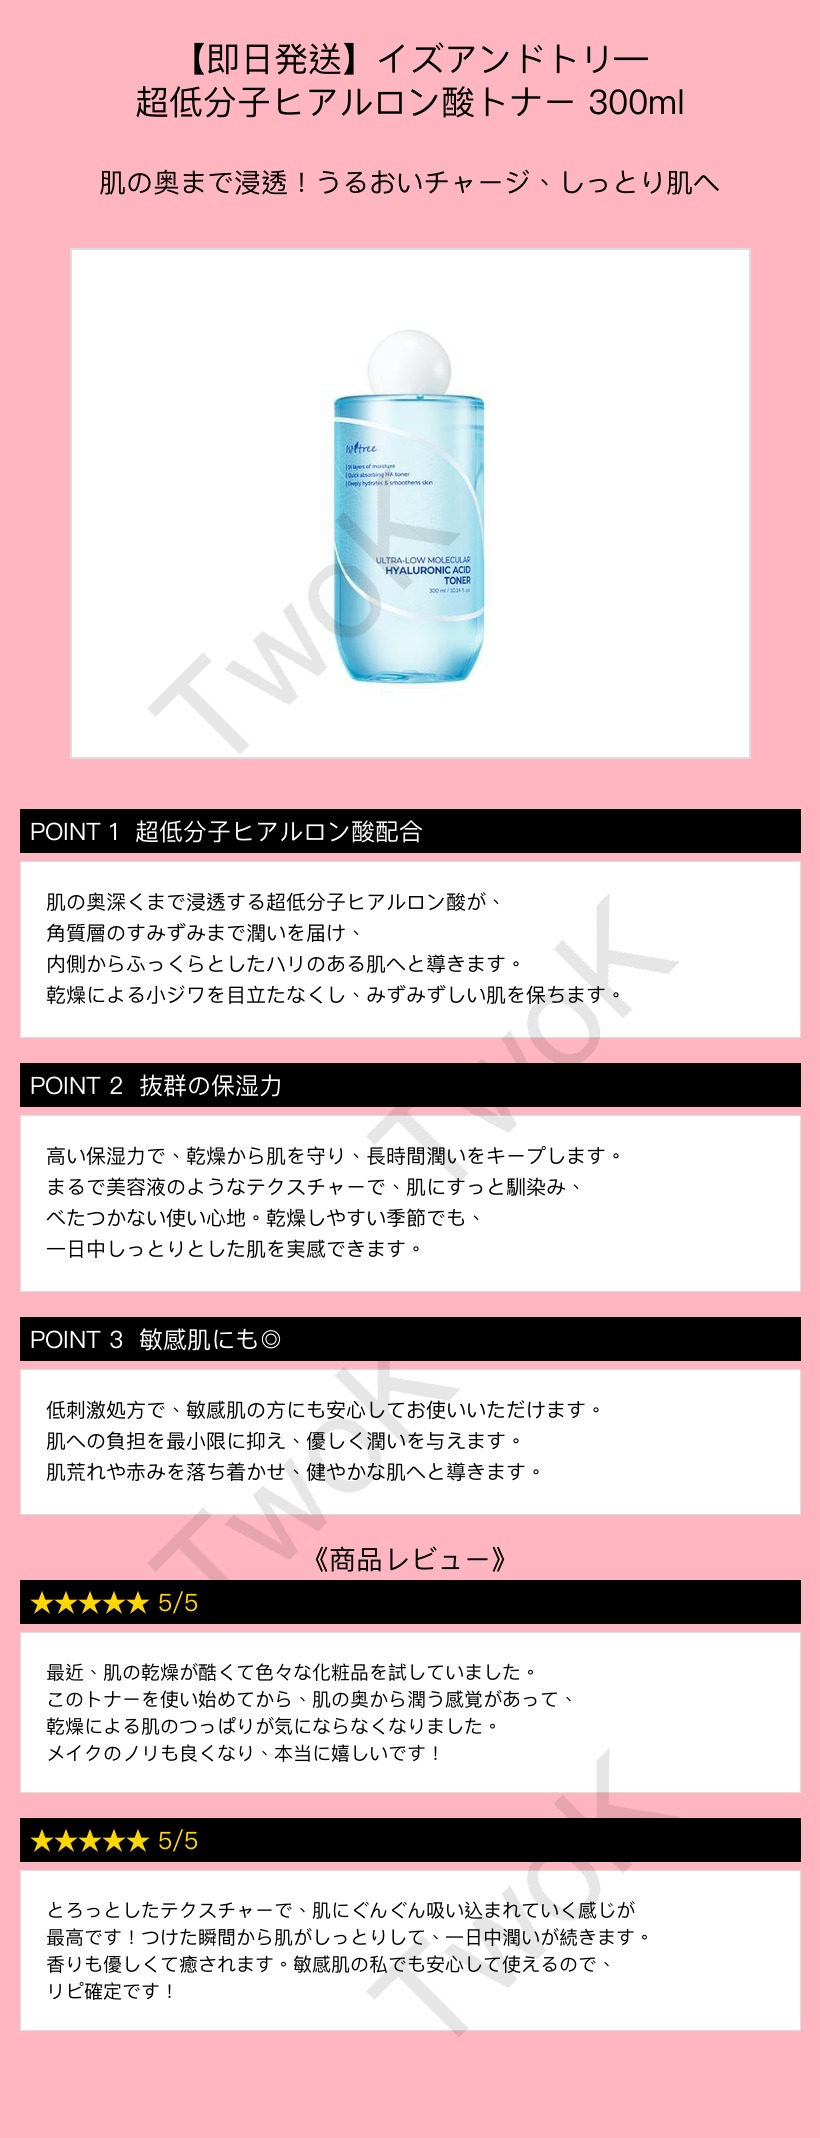 【即日発送】イズアンドトリー
超低分子ヒアルロン酸トナー 300ml
肌の奥まで浸透！うるおいチャージ、しっとり肌へ
Isntree
10 layers of moisture
Quick absorbing HA toner
Deeply hydrates & smoothens skin
ULTRA-LOW MOLECULAR
HYALURONIC ACID
TONER
300 ml / 10.14 fl. oz
TwoK
POINT 1 超低分子ヒアルロン酸配合
肌の奥深くまで浸透する超低分子ヒアルロン酸が、
角質層のすみずみまで潤いを届け、
内側からふっくらとしたハリのある肌へと導きます。
乾燥による小ジワを目立たなくし、みずみずしい肌を保ちます。
TwoK
POINT 2 抜群の保湿力
高い保湿力で、乾燥から肌を守り、長時間潤いをキープします。
まるで美容液のようなテクスチャーで、肌にすっと馴染み、
べたつかない使い心地。乾燥しやすい季節でも、
一日中しっとりとした肌を実感できます。
POINT 3 敏感肌にも◎
低刺激処方で、敏感肌の方にも安心してお使いいただけます。
肌への負担を最小限に抑え、優しく潤いを与えます。
肌荒れや赤みを落ち着かせ、健やかな肌へと導きます。
TwoK
《商品レビュー》
★★★★★ 5/5
最近、肌の乾燥が酷くて色々な化粧品を試していました。
このトナーを使い始めてから、肌の奥から潤う感覚があって、
乾燥による肌のつっぱりが気にならなくなりました。
メイクのノリも良くなり、本当に嬉しいです！
★★★★★ 5/5
とろっとしたテクスチャーで、肌にぐんぐん吸い込まれていく感じが
最高です！つけた瞬間から肌がしっとりして、一日中潤いが続きます。
香りも優しくて癒されます。敏感肌の私でも安心して使えるので、
リピ確定です！
TwoK